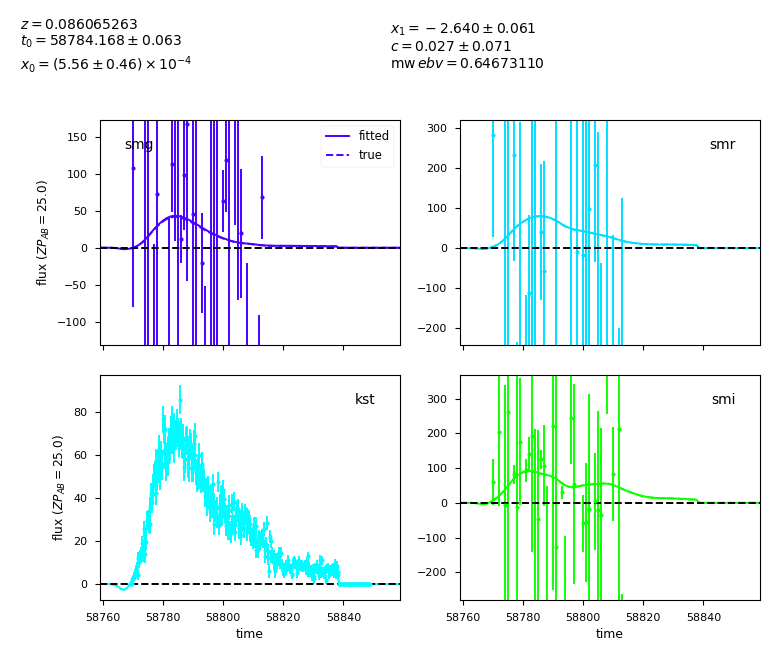 z = 0.086065263
t₀ = 58784.168 ± 0.063
x₀ = (5.56 ± 0.46) × 10⁻⁴
x₁ = −2.640 ± 0.061
c = 0.027 ± 0.071
mw ebv = 0.64673110
smg
fitted
true
150
100
50
0
−50
−100
flux (ZP_AB = 25.0)
smr
300
200
100
0
−100
−200
kst
80
60
40
20
0
flux (ZP_AB = 25.0)
58760 58780 58800 58820 58840
time
smi
300
200
100
0
−100
−200
58760 58780 58800 58820 58840
time